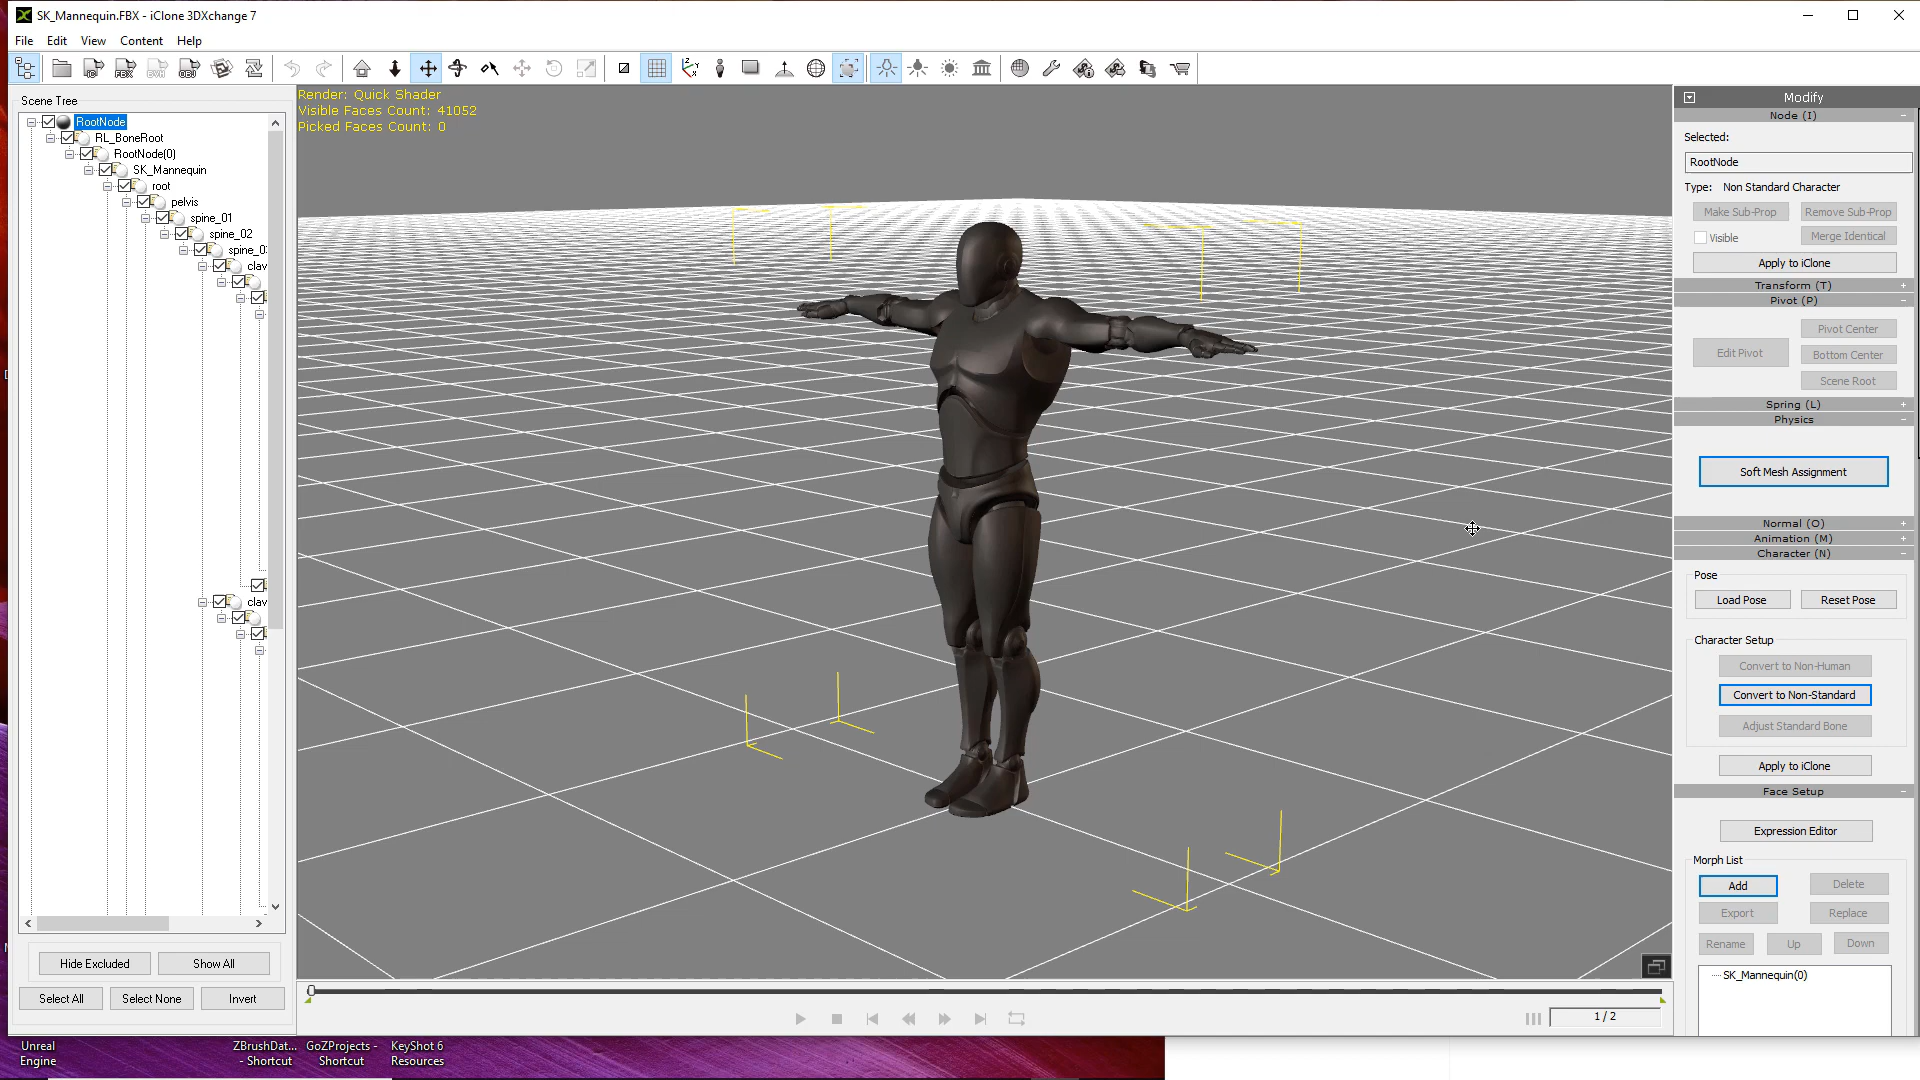 SK_Mannequin.FBX - iClone 3DXchange 7
File Edit View Content Help
Scene Tree
RootNode
RL_BoneRoot
RootNode(0)
SK_Mannequin
root
pelvis
spine_01
spine_02
spine_0
clav
clav
Hide Excluded Show All
Select All Select None Invert
Render: Quick Shader
Visible Faces Count: 41052
Picked Faces Count: 0
1 / 2
Modify
Node (I)
Selected:
RootNode
Type: Non Standard Character
Make Sub-Prop Remove Sub-Prop
Visible Merge Identical
Apply to iClone
Transform (T)
Pivot (P)
Pivot Center
Edit Pivot Bottom Center
Scene Root
Spring (L)
Physics
Soft Mesh Assignment
Normal (O)
Animation (M)
Character (N)
Pose
Load Pose Reset Pose
Character Setup
Convert to Non-Human
Convert to Non-Standard
Adjust Standard Bone
Apply to iClone
Face Setup
Expression Editor
Morph List
Add Delete
Export Replace
Rename Up Down
SK_Mannequin(0)
Unreal
Engine
ZBrushDat...
- Shortcut
GoZProjects -
Shortcut
KeyShot 6
Resources